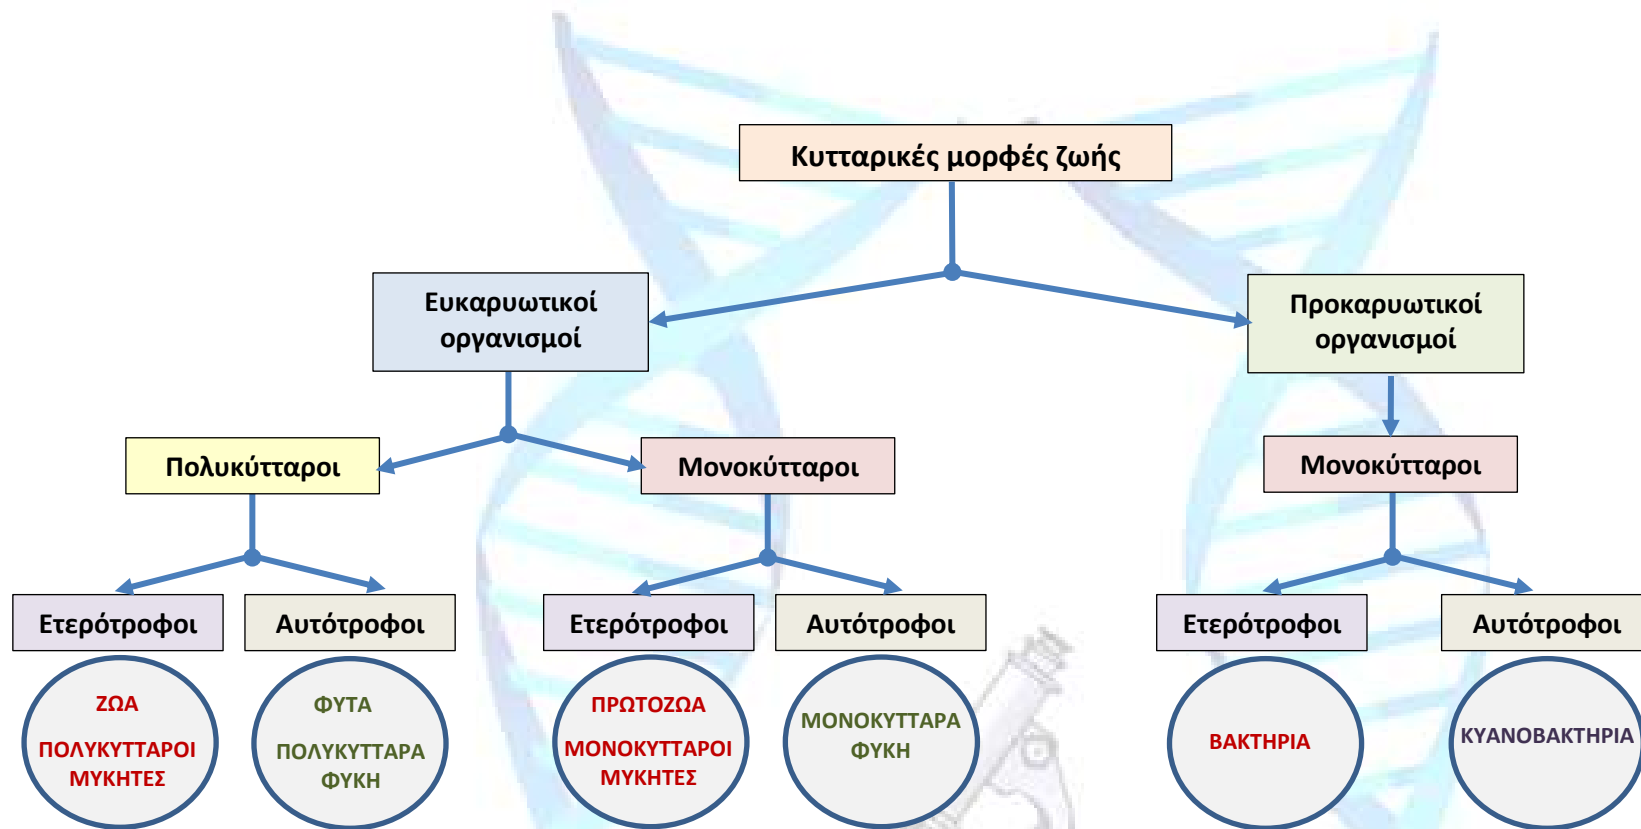 Κυτταρικές μορφές ζωής
Ευκαρυωτικοί
οργανισμοί
Προκαρυωτικοί
οργανισμοί
Πολυκύτταροι
Μονοκύτταροι
Μονοκύτταροι
Ετερότροφοι
Αυτότροφοι
Ετερότροφοι
Αυτότροφοι
Ετερότροφοι
Αυτότροφοι
ΖΩΑ
ΠΟΛΥΚΥΤΤΑΡΟΙ
ΜΥΚΗΤΕΣ
ΦΥΤΑ
ΠΟΛΥΚΥΤΤΑΡΑ
ΦΥΚΗ
ΠΡΩΤΟΖΩΑ
ΜΟΝΟΚΥΤΤΑΡΟΙ
ΜΥΚΗΤΕΣ
ΜΟΝΟΚΥΤΤΑΡΑ
ΦΥΚΗ
ΒΑΚΤΗΡΙΑ
ΚΥΑΝΟΒΑΚΤΗΡΙΑ